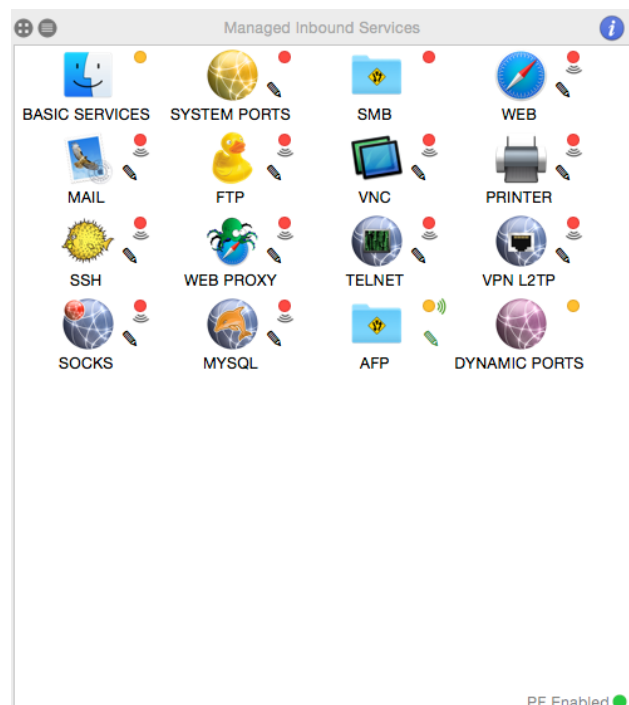 Managed Inbound Services
BASIC SERVICES
SYSTEM PORTS
SMB
WEB
MAIL
FTP
VNC
PRINTER
SSH
WEB PROXY
TELNET
VPN L2TP
SOCKS
MYSQL
AFP
DYNAMIC PORTS
PF Enabled